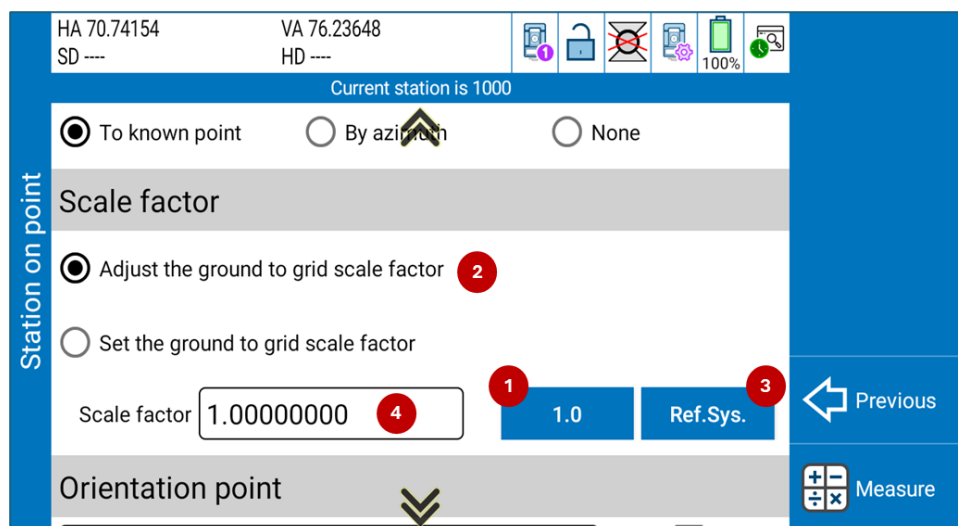 HA 70.74154
VA 76.23648
SD ----
HD ----
1
100%
Current station is 1000
Station on point
To known point
By azimuth
None
Scale factor
Adjust the ground to grid scale factor
2
Set the ground to grid scale factor
Scale factor
1.00000000
4
1
1.0
3
Ref.Sys.
Previous
Orientation point
Measure